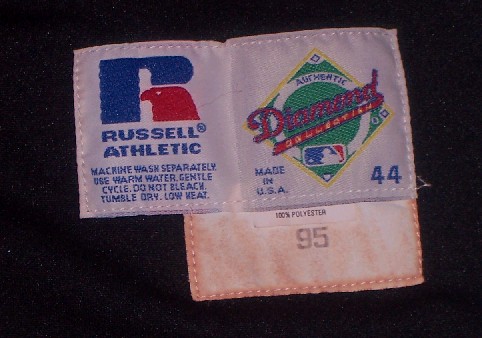 RUSSELL®
ATHLETIC
MACHINE WASH SEPARATELY.
USE WARM WATER. GENTLE
CYCLE. DO NOT BLEACH.
TUMBLE DRY. LOW HEAT.
AUTHENTIC
Diamond
COLLECTION
MADE
IN
U.S.A.
44
100% POLYESTER
95